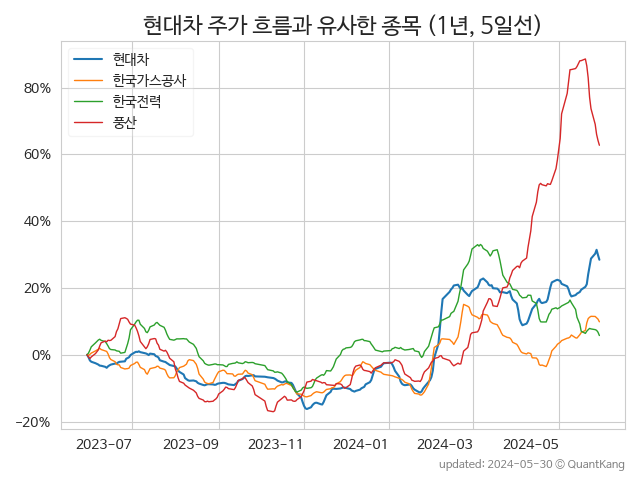 현대차 주가 흐름과 유사한 종목 (1년, 5일선)
현대차
한국가스공사
한국전력
풍산
80%
60%
40%
20%
0%
−20%
2023-07 2023-09 2023-11 2024-01 2024-03 2024-05
updated: 2024-05-30 © QuantKang